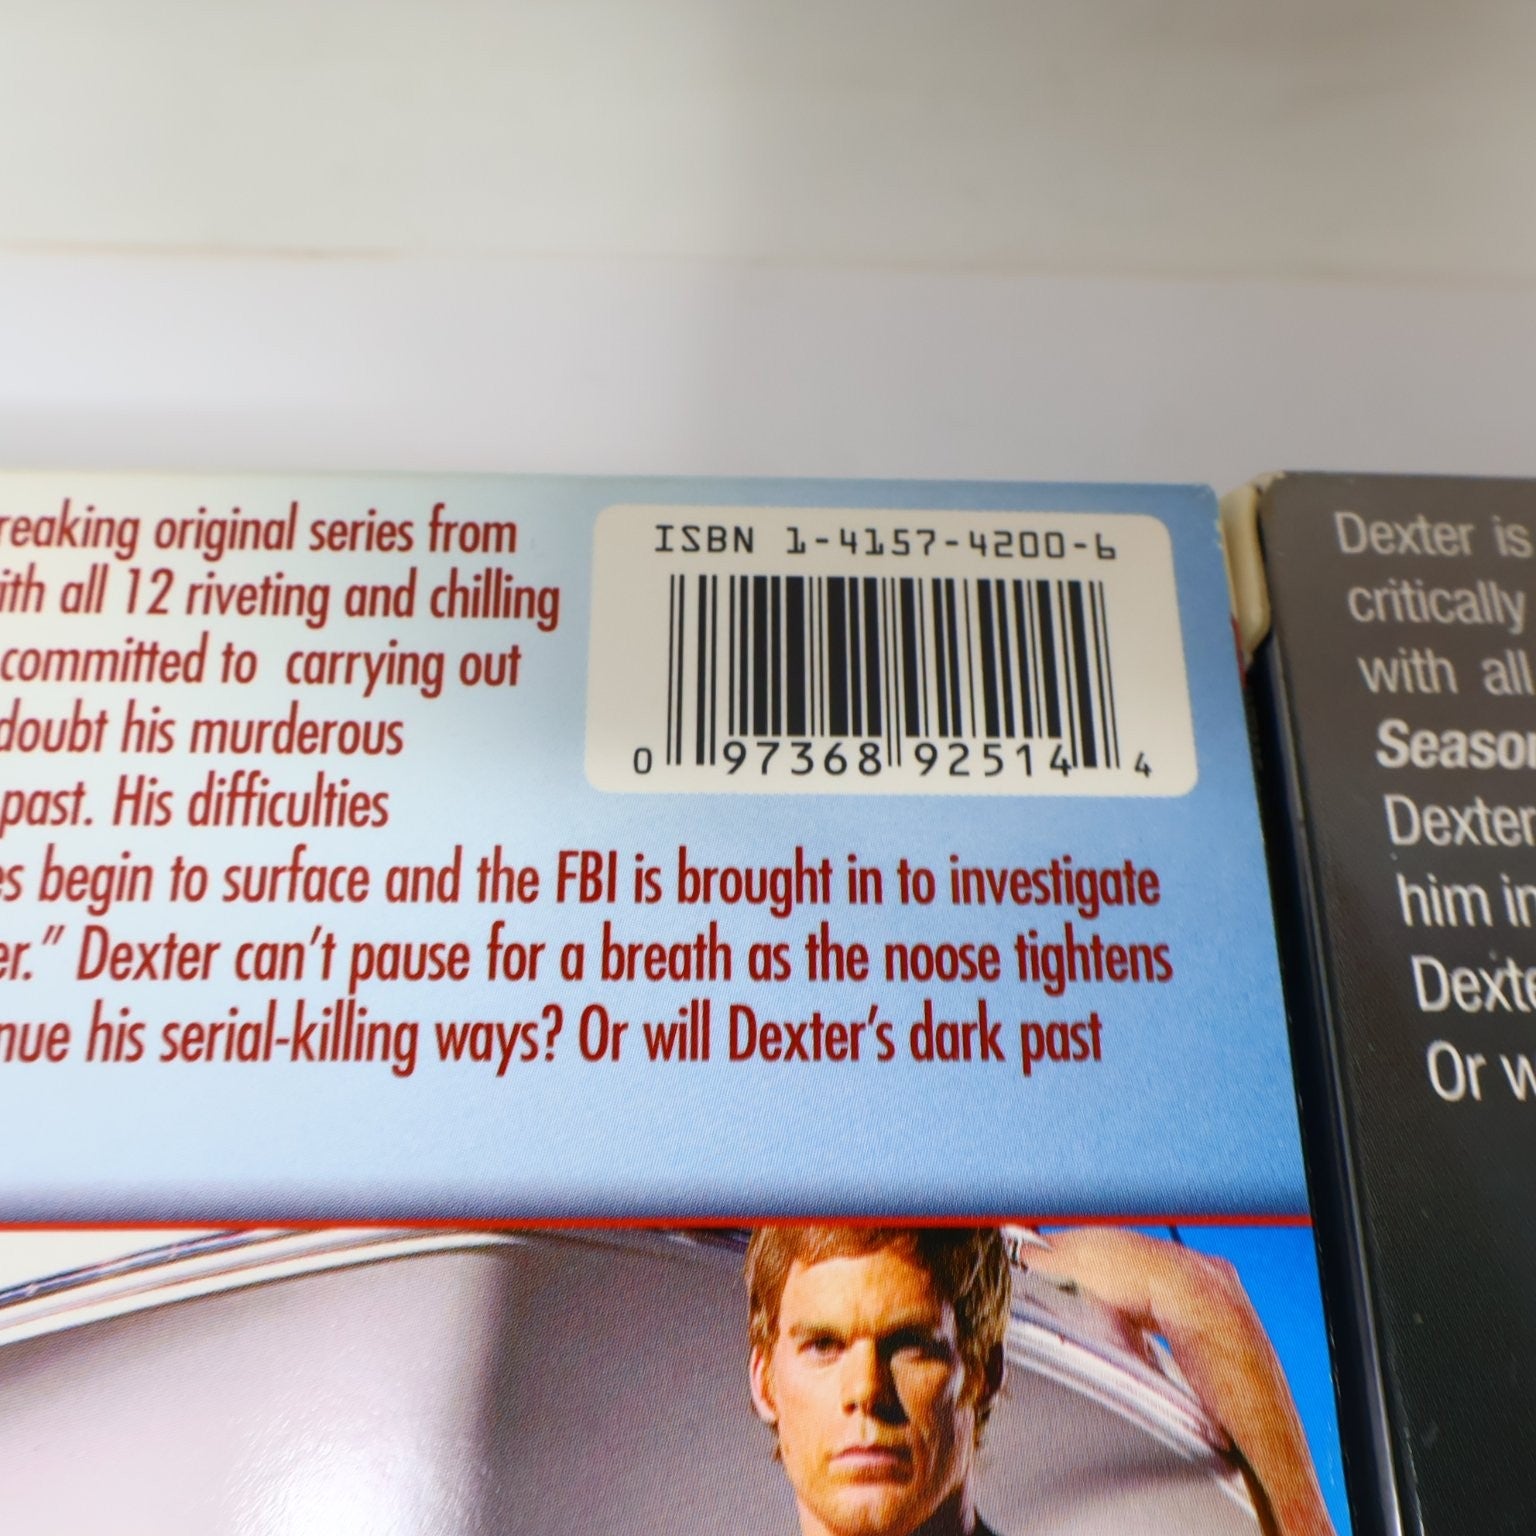 reaking original series from
ith all 12 riveting and chilling
committed to carrying out
doubt his murderous
past. His difficulties
es begin to surface and the FBI is brought in to investigate
er.” Dexter can’t pause for a breath as the noose tightens
nue his serial-killing ways? Or will Dexter’s dark past
ISBN 1-4157-4200-6
0 97368 92514 4
Dexter is
critically
with all
Season
Dexter
him in
Dexte
Or w